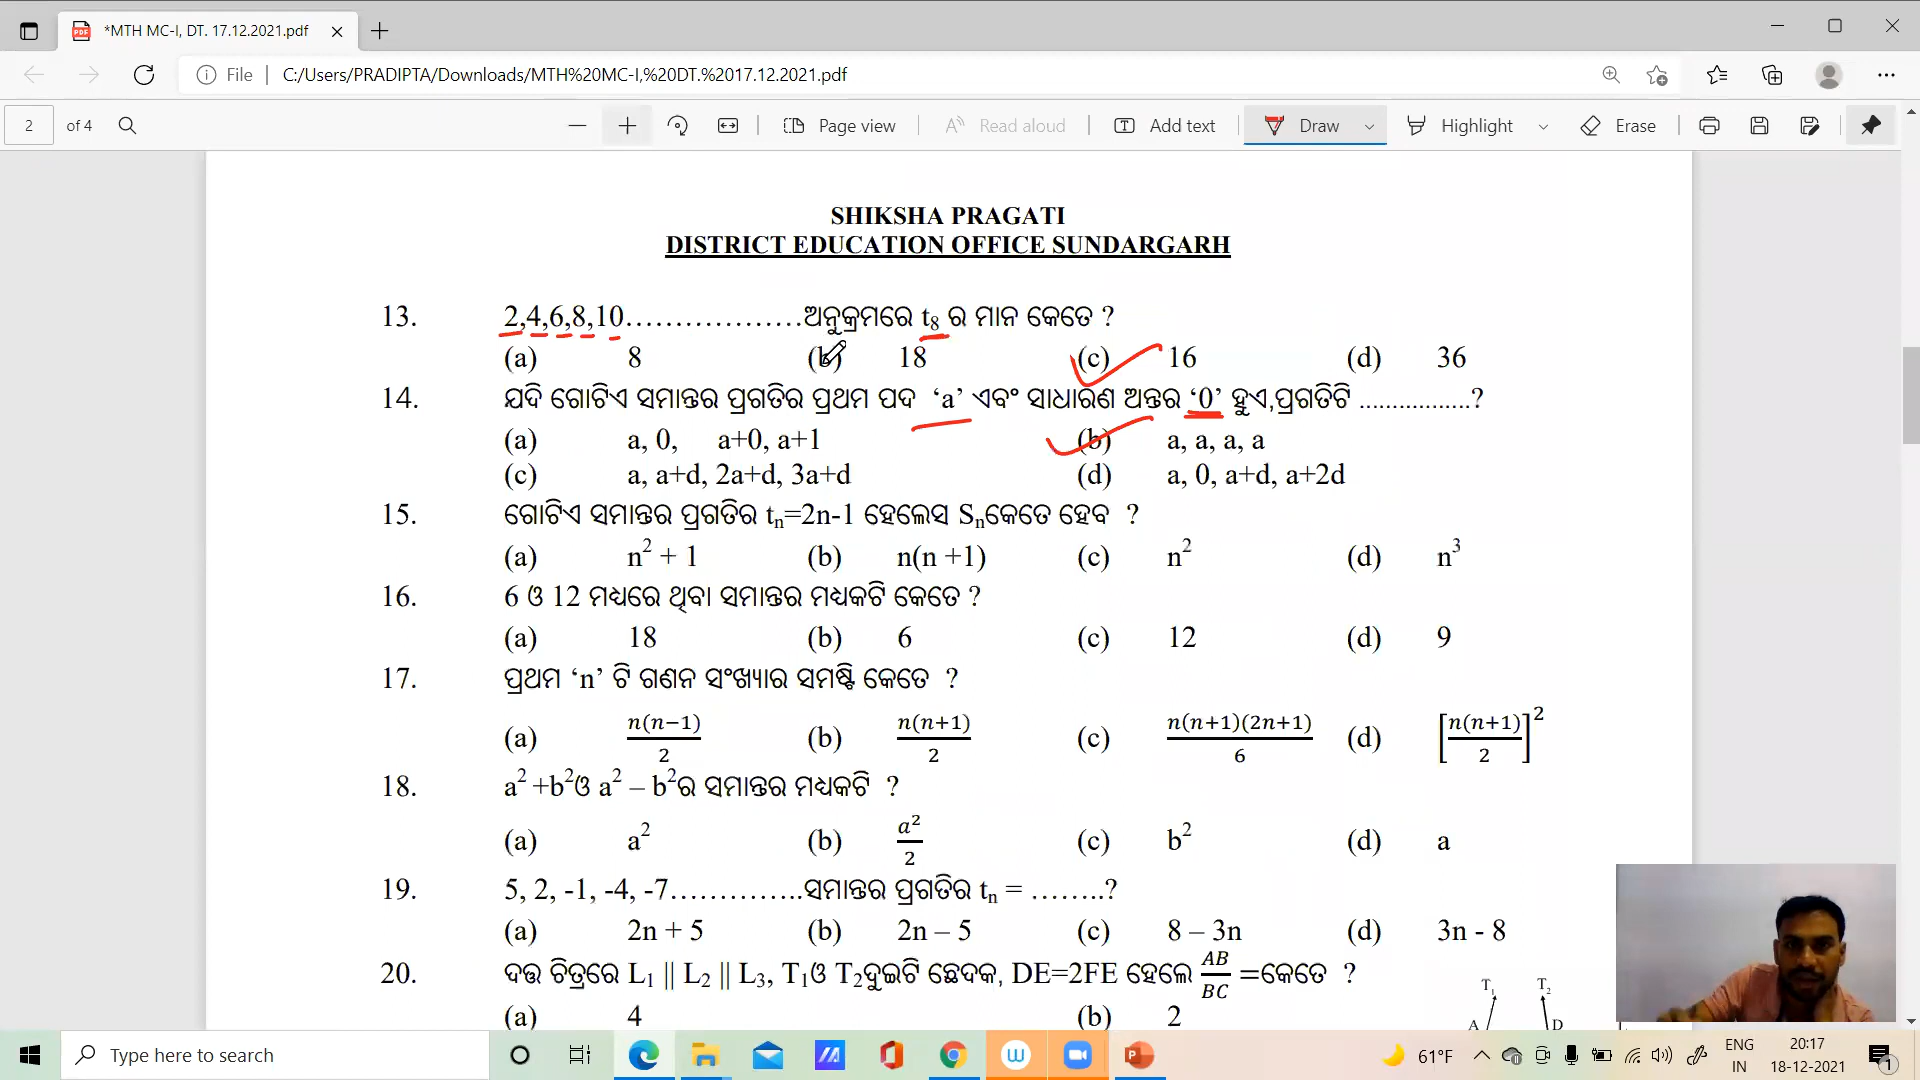 *MTH MC-I, DT. 17.12.2021.pdf
File | C:/Users/PRADIPTA/Downloads/MTH%20MC-I,%20DT.%2017.12.2021.pdf
2 of 4 Page view Read aloud Add text Draw Highlight Erase
SHIKSHA PRAGATI
DISTRICT EDUCATION OFFICE SUNDARGARH
13. 2,4,6,8,10..................ଅନୁକ୍ରମରେ t₈ ର ମାନ କେତେ ?
(a) 8 (b) 18 (c) 16 (d) 36
14. ଯଦି ଗୋଟିଏ ସମାନ୍ତର ପ୍ରଗତିର ପ୍ରଥମ ପଦ ‘a’ ଏବଂ ସାଧାରଣ ଅନ୍ତର ‘0’ ହୁଏ,ପ୍ରଗତିଟି .................?
(a) a, 0, a+0, a+1 (b) a, a, a, a
(c) a, a+d, 2a+d, 3a+d (d) a, 0, a+d, a+2d
15. ଗୋଟିଏ ସମାନ୍ତର ପ୍ରଗତିର tₙ=2n-1 ହେଲେସ Sₙକେତେ ହେବ ?
(a) n² + 1 (b) n(n +1) (c) n² (d) n³
16. 6 ଓ 12 ମଧ୍ୟରେ ଥିବା ସମାନ୍ତର ମଧ୍ୟକଟି କେତେ ?
(a) 18 (b) 6 (c) 12 (d) 9
17. ପ୍ରଥମ ‘n’ ଟି ଗଣନ ସଂଖ୍ୟାର ସମଷ୍ଟି କେତେ ?
(a) n(n−1)/2 (b) n(n+1)/2 (c) n(n+1)(2n+1)/6 (d) [n(n+1)/2]²
18. a² +b²ଓ a² – b²ର ସମାନ୍ତର ମଧ୍ୟକଟି ?
(a) a² (b) a²/2 (c) b² (d) a
19. 5, 2, -1, -4, -7.............ସମାନ୍ତର ପ୍ରଗତିର tₙ = ........?
(a) 2n + 5 (b) 2n – 5 (c) 8 – 3n (d) 3n - 8
20. ଦତ୍ତ ଚିତ୍ରରେ L₁ || L₂ || L₃, T₁ଓ T₂ଦୁଇଟି ଛେଦକ, DE=2FE ହେଲେ AB/BC =କେତେ ?
(a) 4 (b) 2
T₁ T₂
A D
Type here to search 61°F ENG IN 20:17 18-12-2021 1